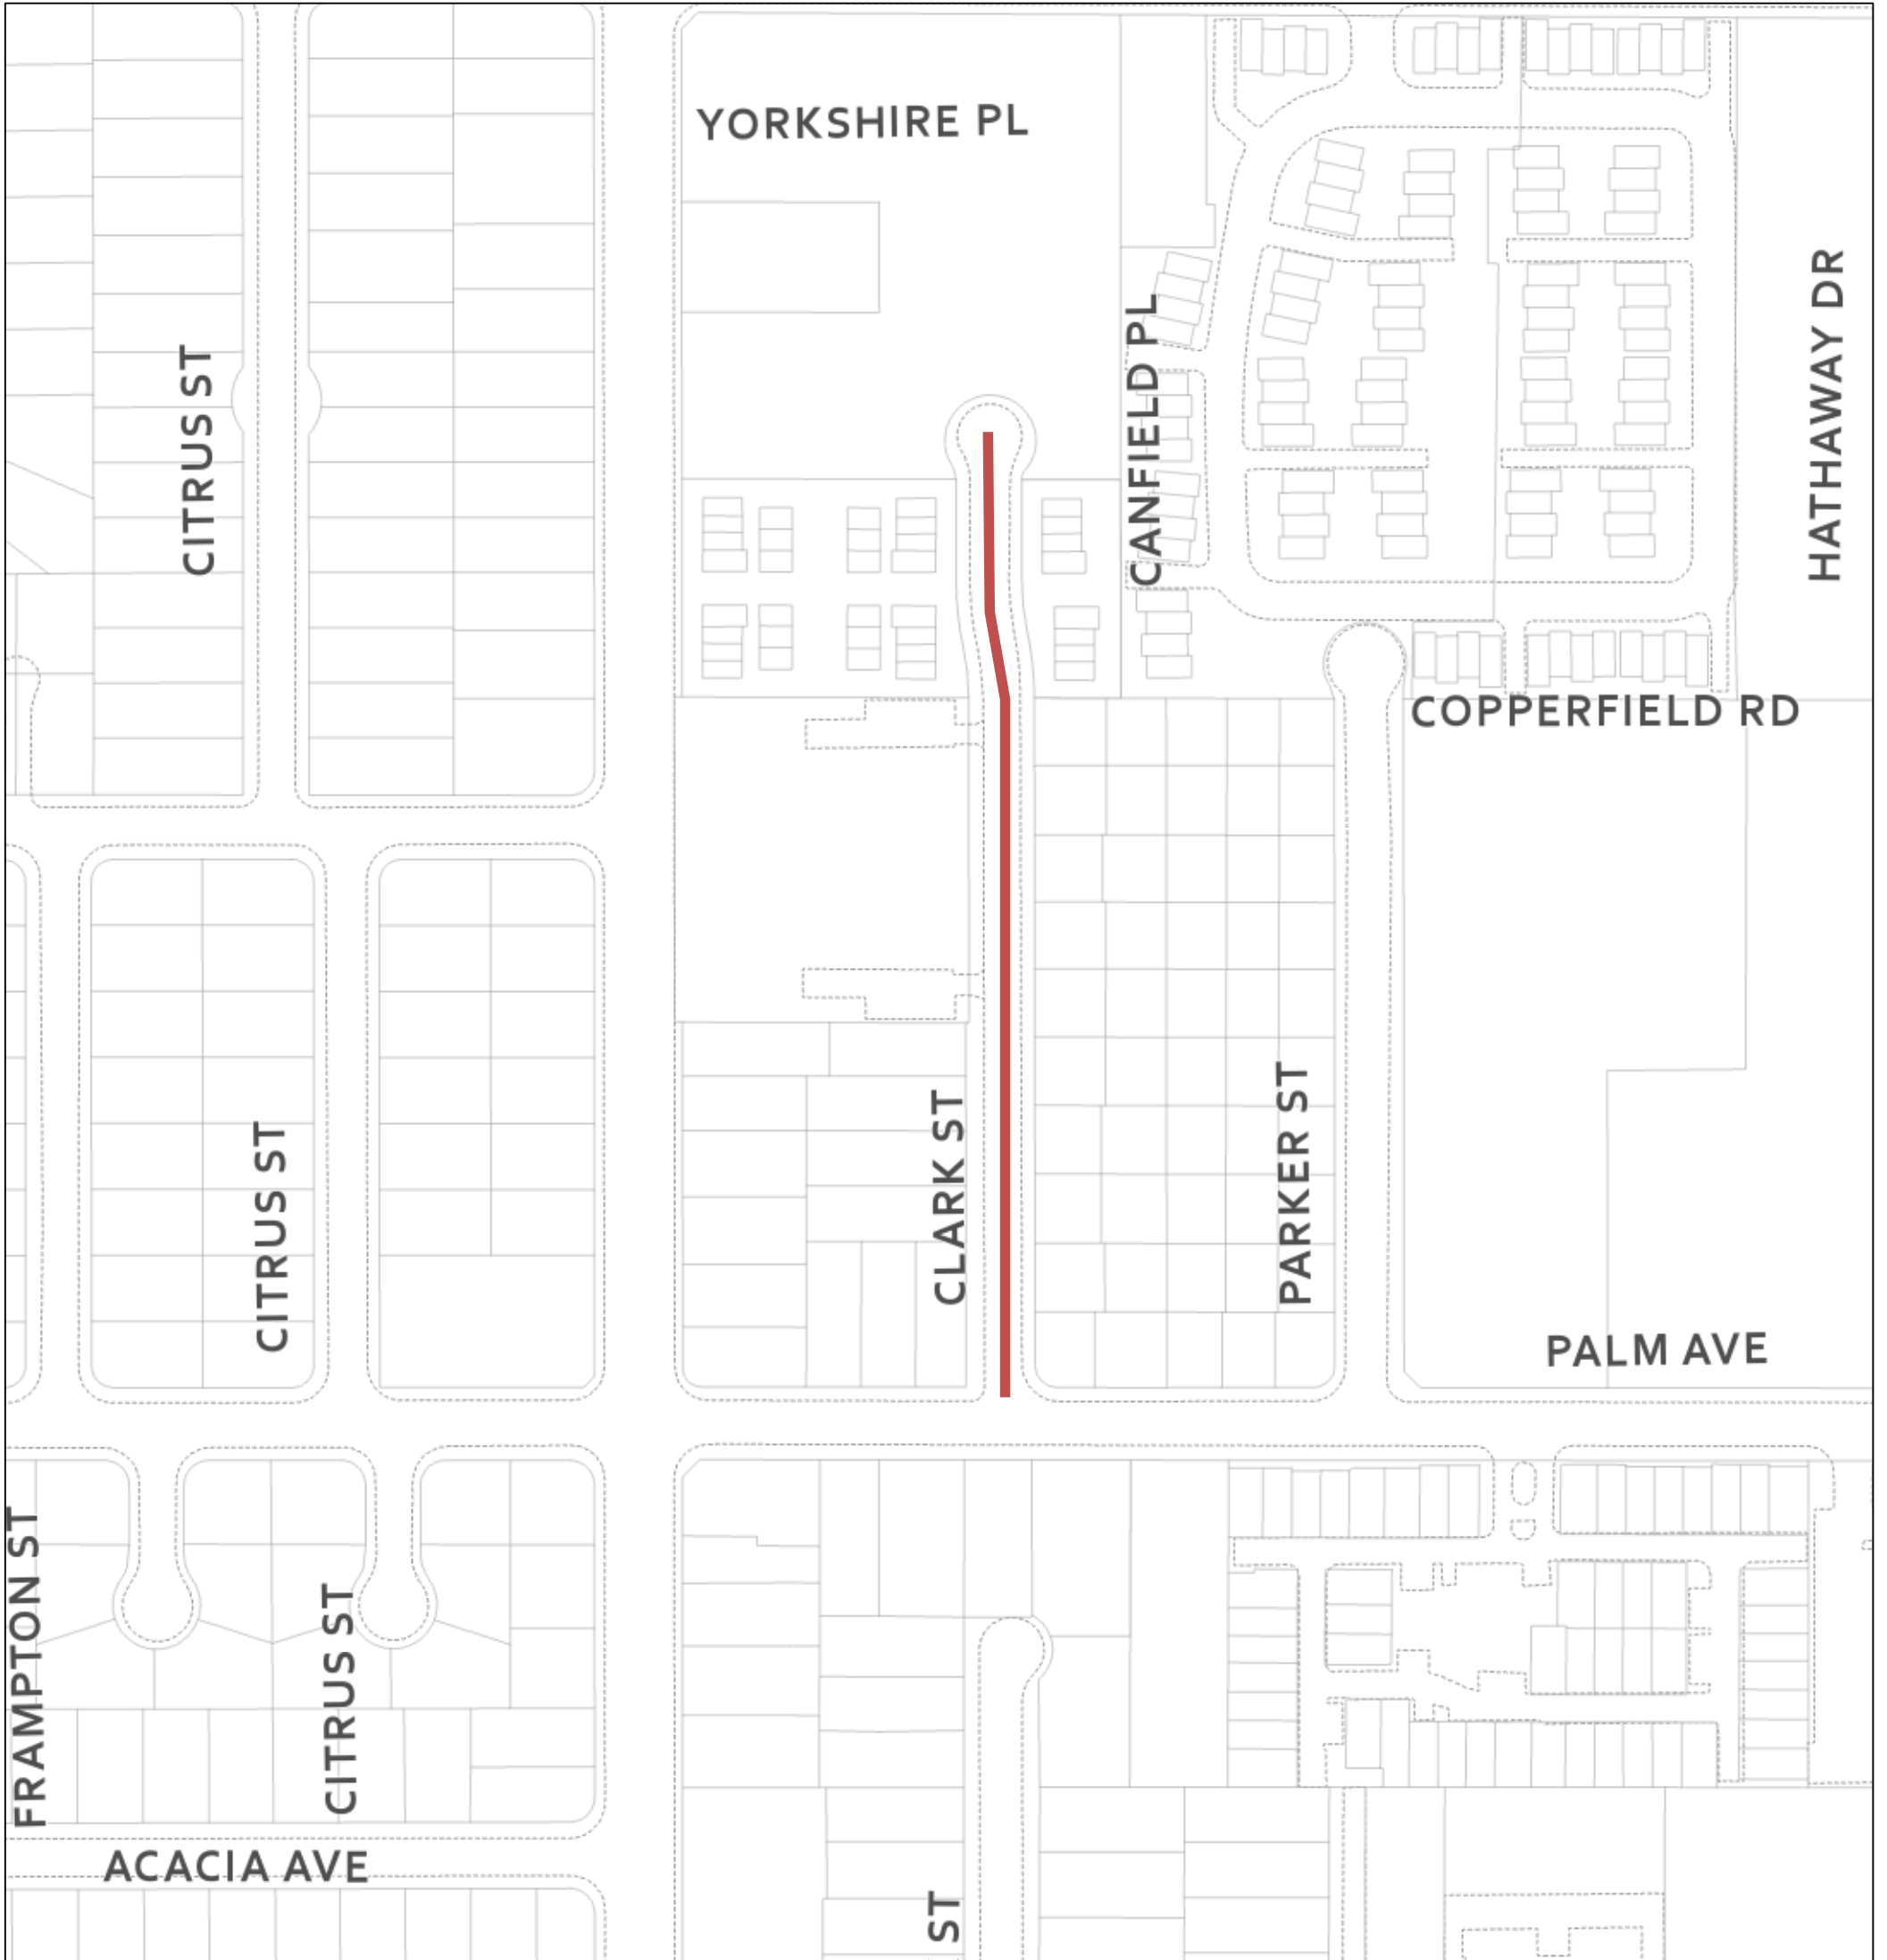 YORKSHIRE PL
HATHAWAY DR
CANFIELD PL
CITRUS ST
COPPERFIELD RD
PARKER ST
CLARK ST
CITRUS ST
PALM AVE
FRAMPTON ST
CITRUS ST
ACACIA AVE
ST